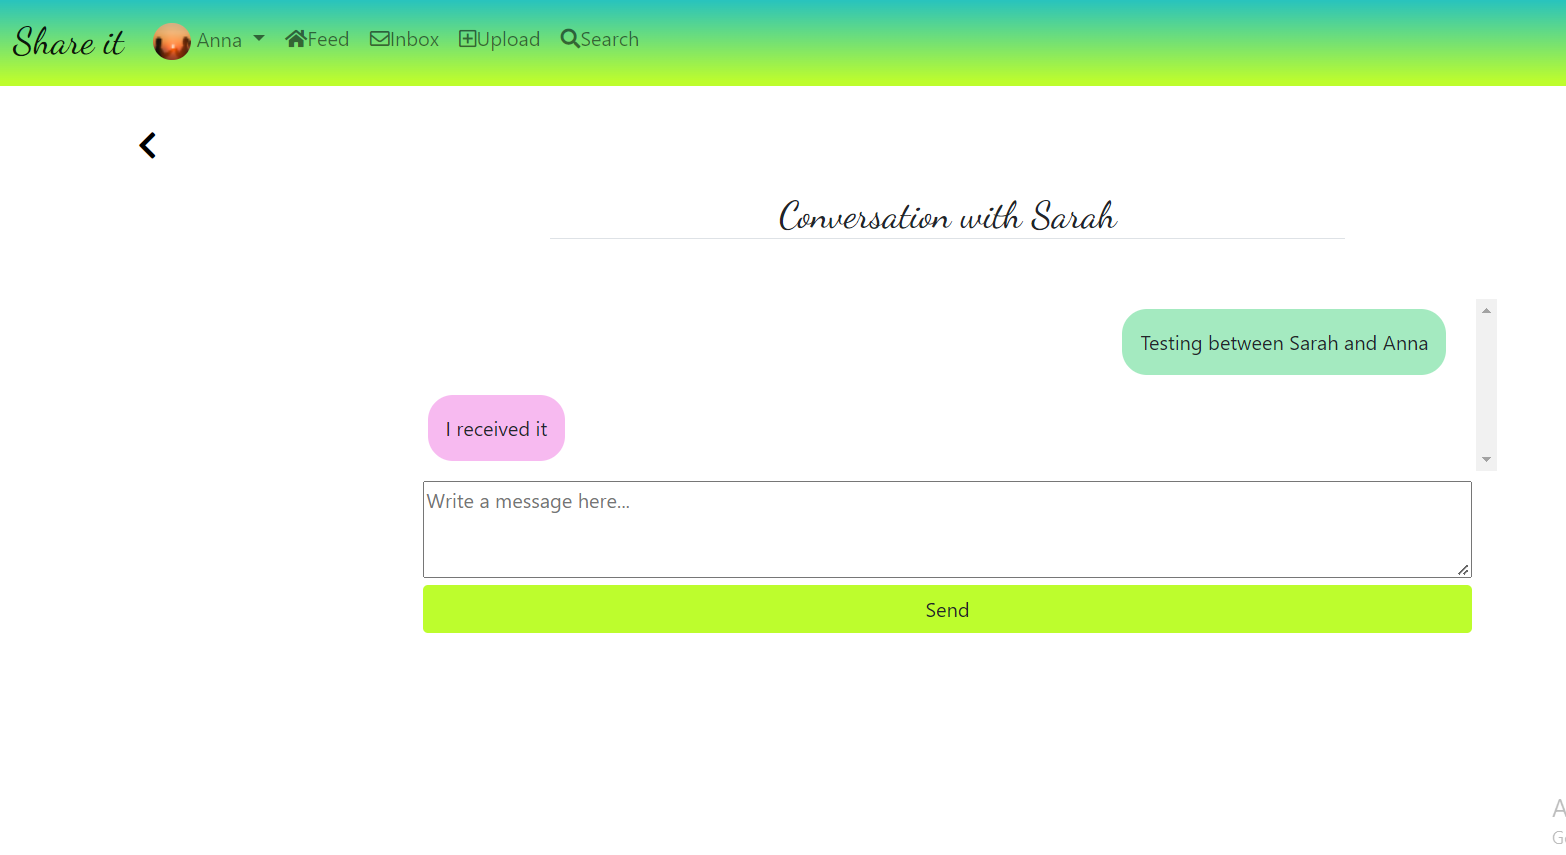 Share it Anna Feed Inbox Upload Search
Conversation with Sarah
Testing between Sarah and Anna
I received it
Write a message here...
Send